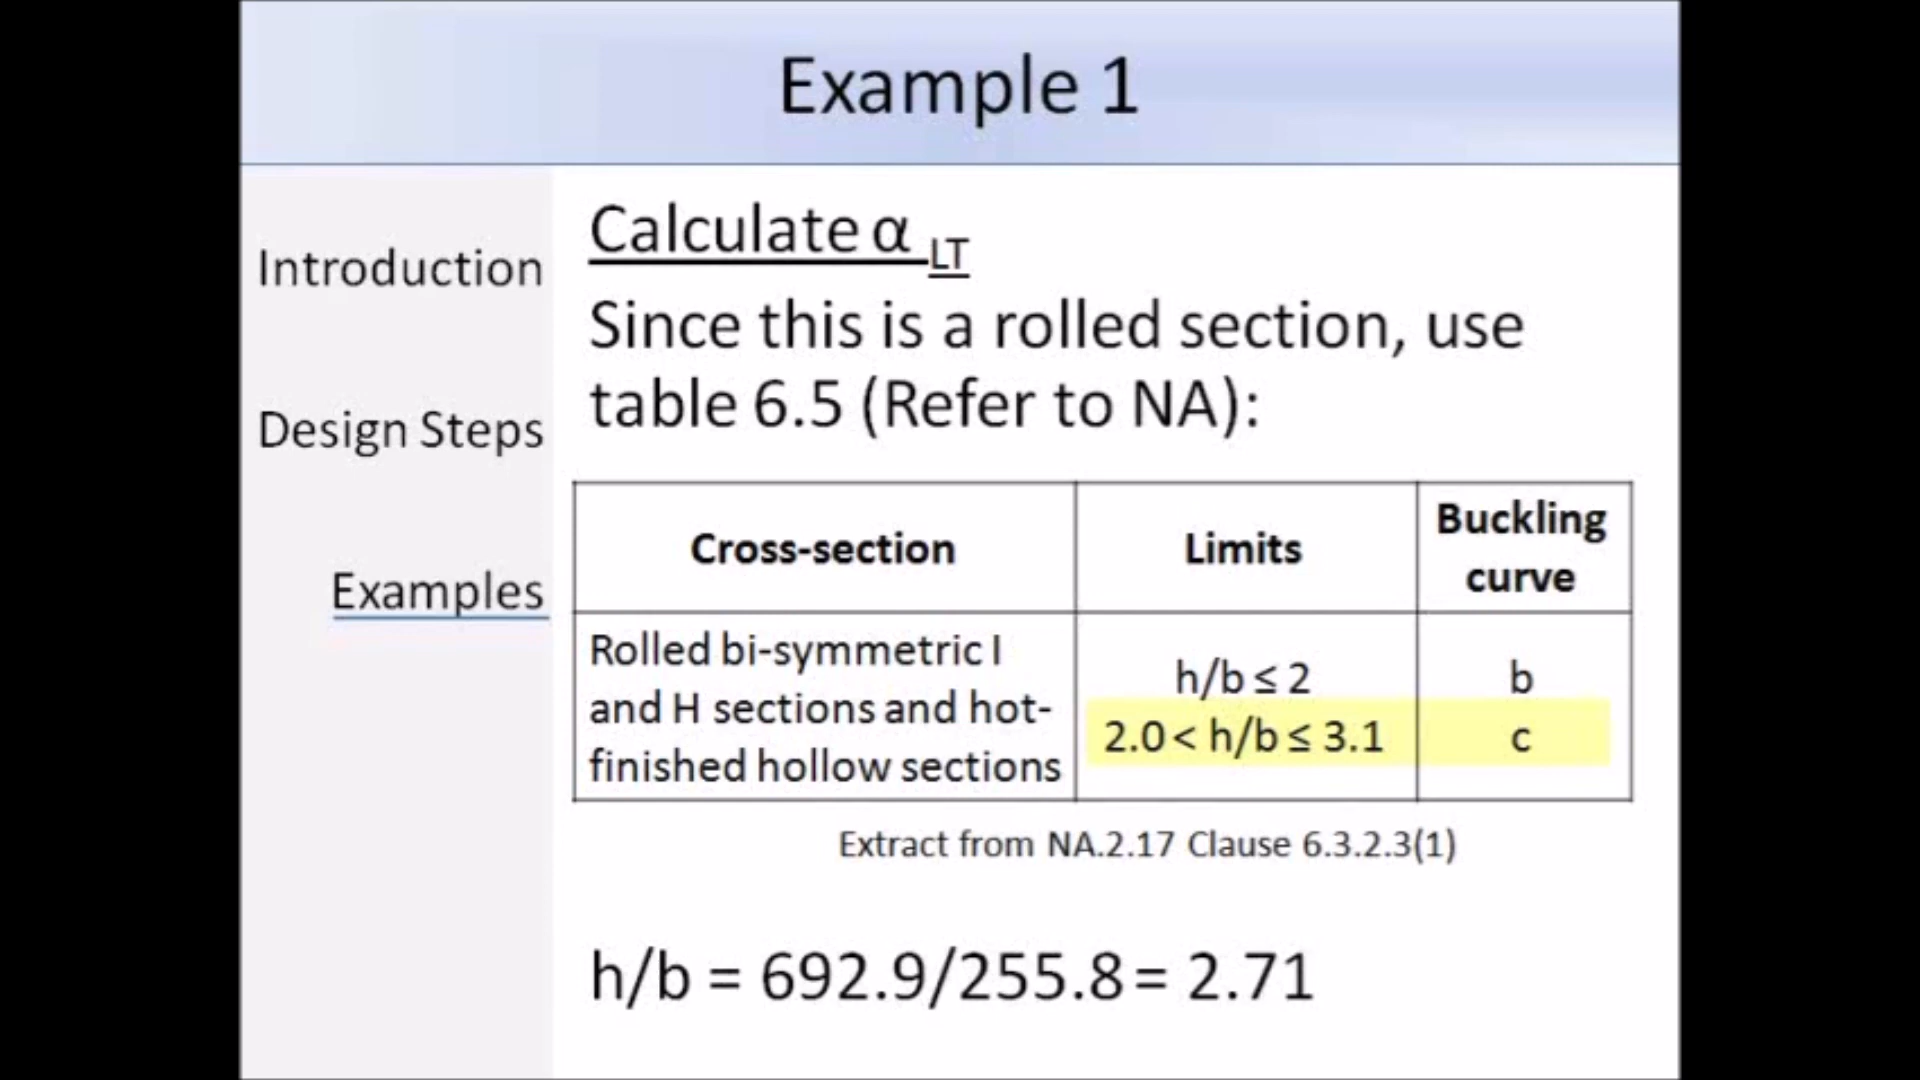 Example 1
Introduction
Design Steps
Examples
Calculate α LT
Since this is a rolled section, use
table 6.5 (Refer to NA):
Cross-section
Limits
Buckling
curve
Rolled bi-symmetric I
and H sections and hot-
finished hollow sections
h/b ≤ 2
2.0 < h/b ≤ 3.1
b
c
Extract from NA.2.17 Clause 6.3.2.3(1)
h/b = 692.9/255.8 = 2.71